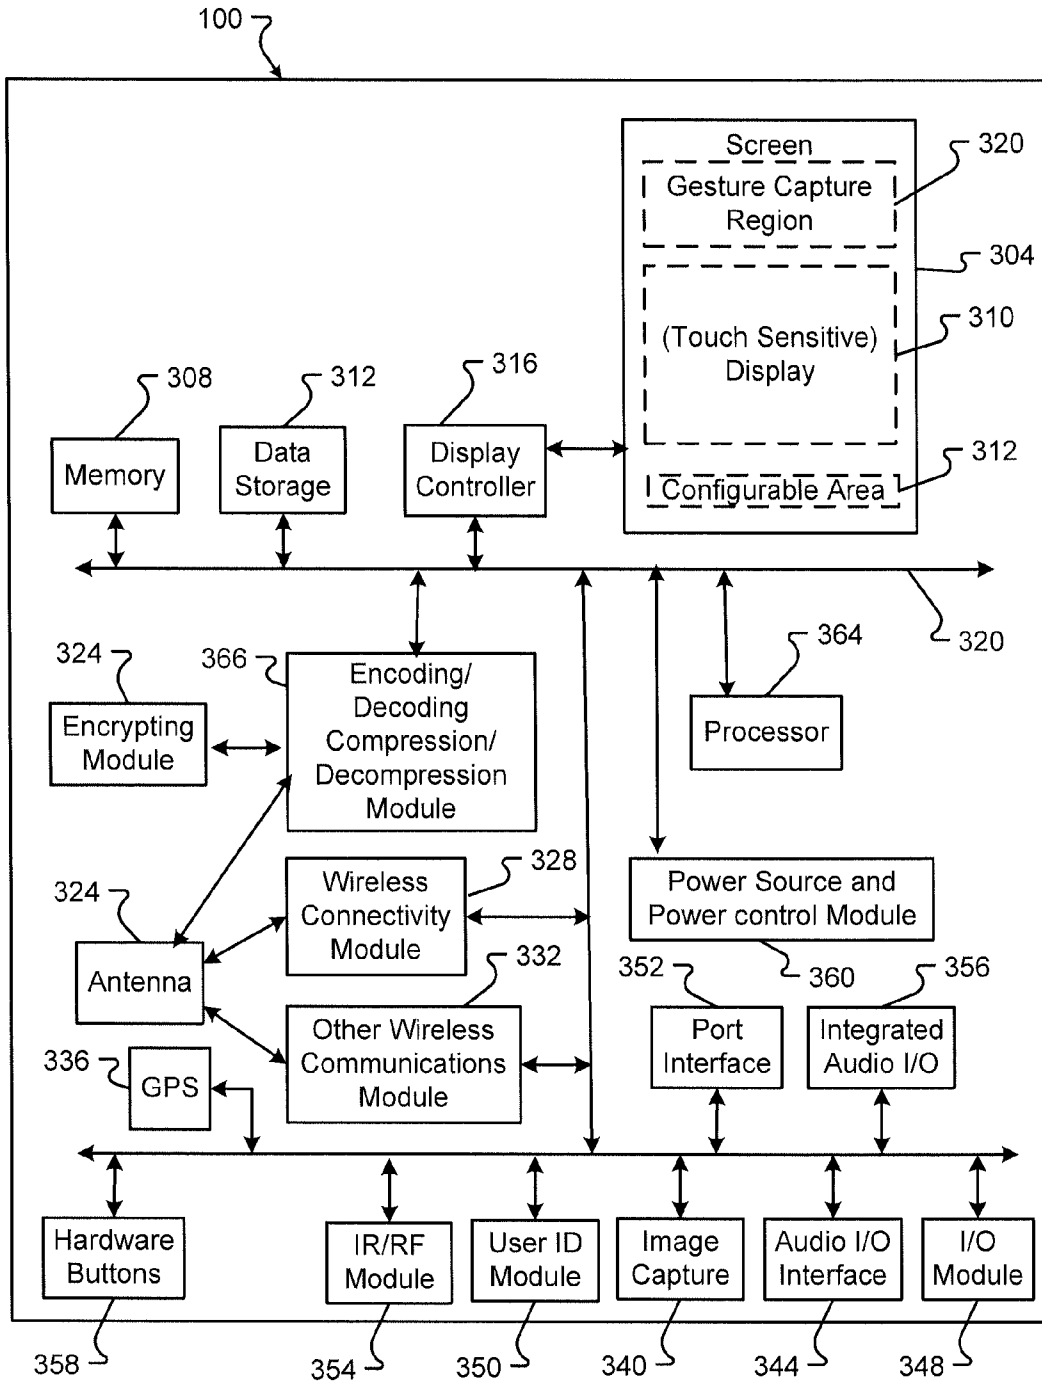 100
Screen
320
Gesture Capture
Region
304
310
(Touch Sensitive)
Display
308
312
316
Memory
Data
Storage
Display
Controller
312
Configurable Area
324
366
Encoding/
Decoding
Compression/
Decompression
Module
364
320
Encrypting
Module
Processor
324
Antenna
Wireless
Connectivity
Module
328
Power Source and
Power control Module
332
352
360
356
Other Wireless
Communications
Module
Port
Interface
Integrated
Audio I/O
336
GPS
Hardware
Buttons
IR/RF
Module
User ID
Module
Image
Capture
Audio I/O
Interface
I/O
Module
358
354
350
340
344
348